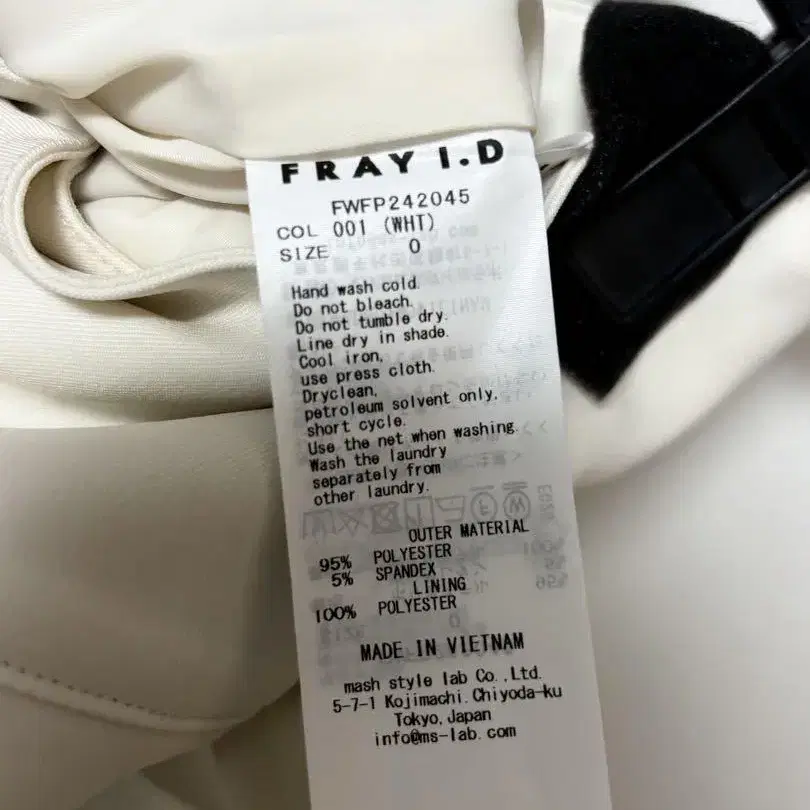 FRAY I.D
FWFP242045
COL 001 (WHT)
SIZE 0
Hand wash cold.
Do not bleach.
Do not tumble dry.
Line dry in shade.
Cool iron,
use press cloth.
Dryclean,
petroleum solvent only.
short cycle.
Use the net when washing.
Wash the laundry
separately from
other laundry.
OUTER MATERIAL
95% POLYESTER
5% SPANDEX
LINING
100% POLYESTER
MADE IN VIETNAM
mash style lab Co.,Ltd.
5-7-1 Kojimachi.Chiyoda-ku
Tokyo,Japan
info@ms-lab.com